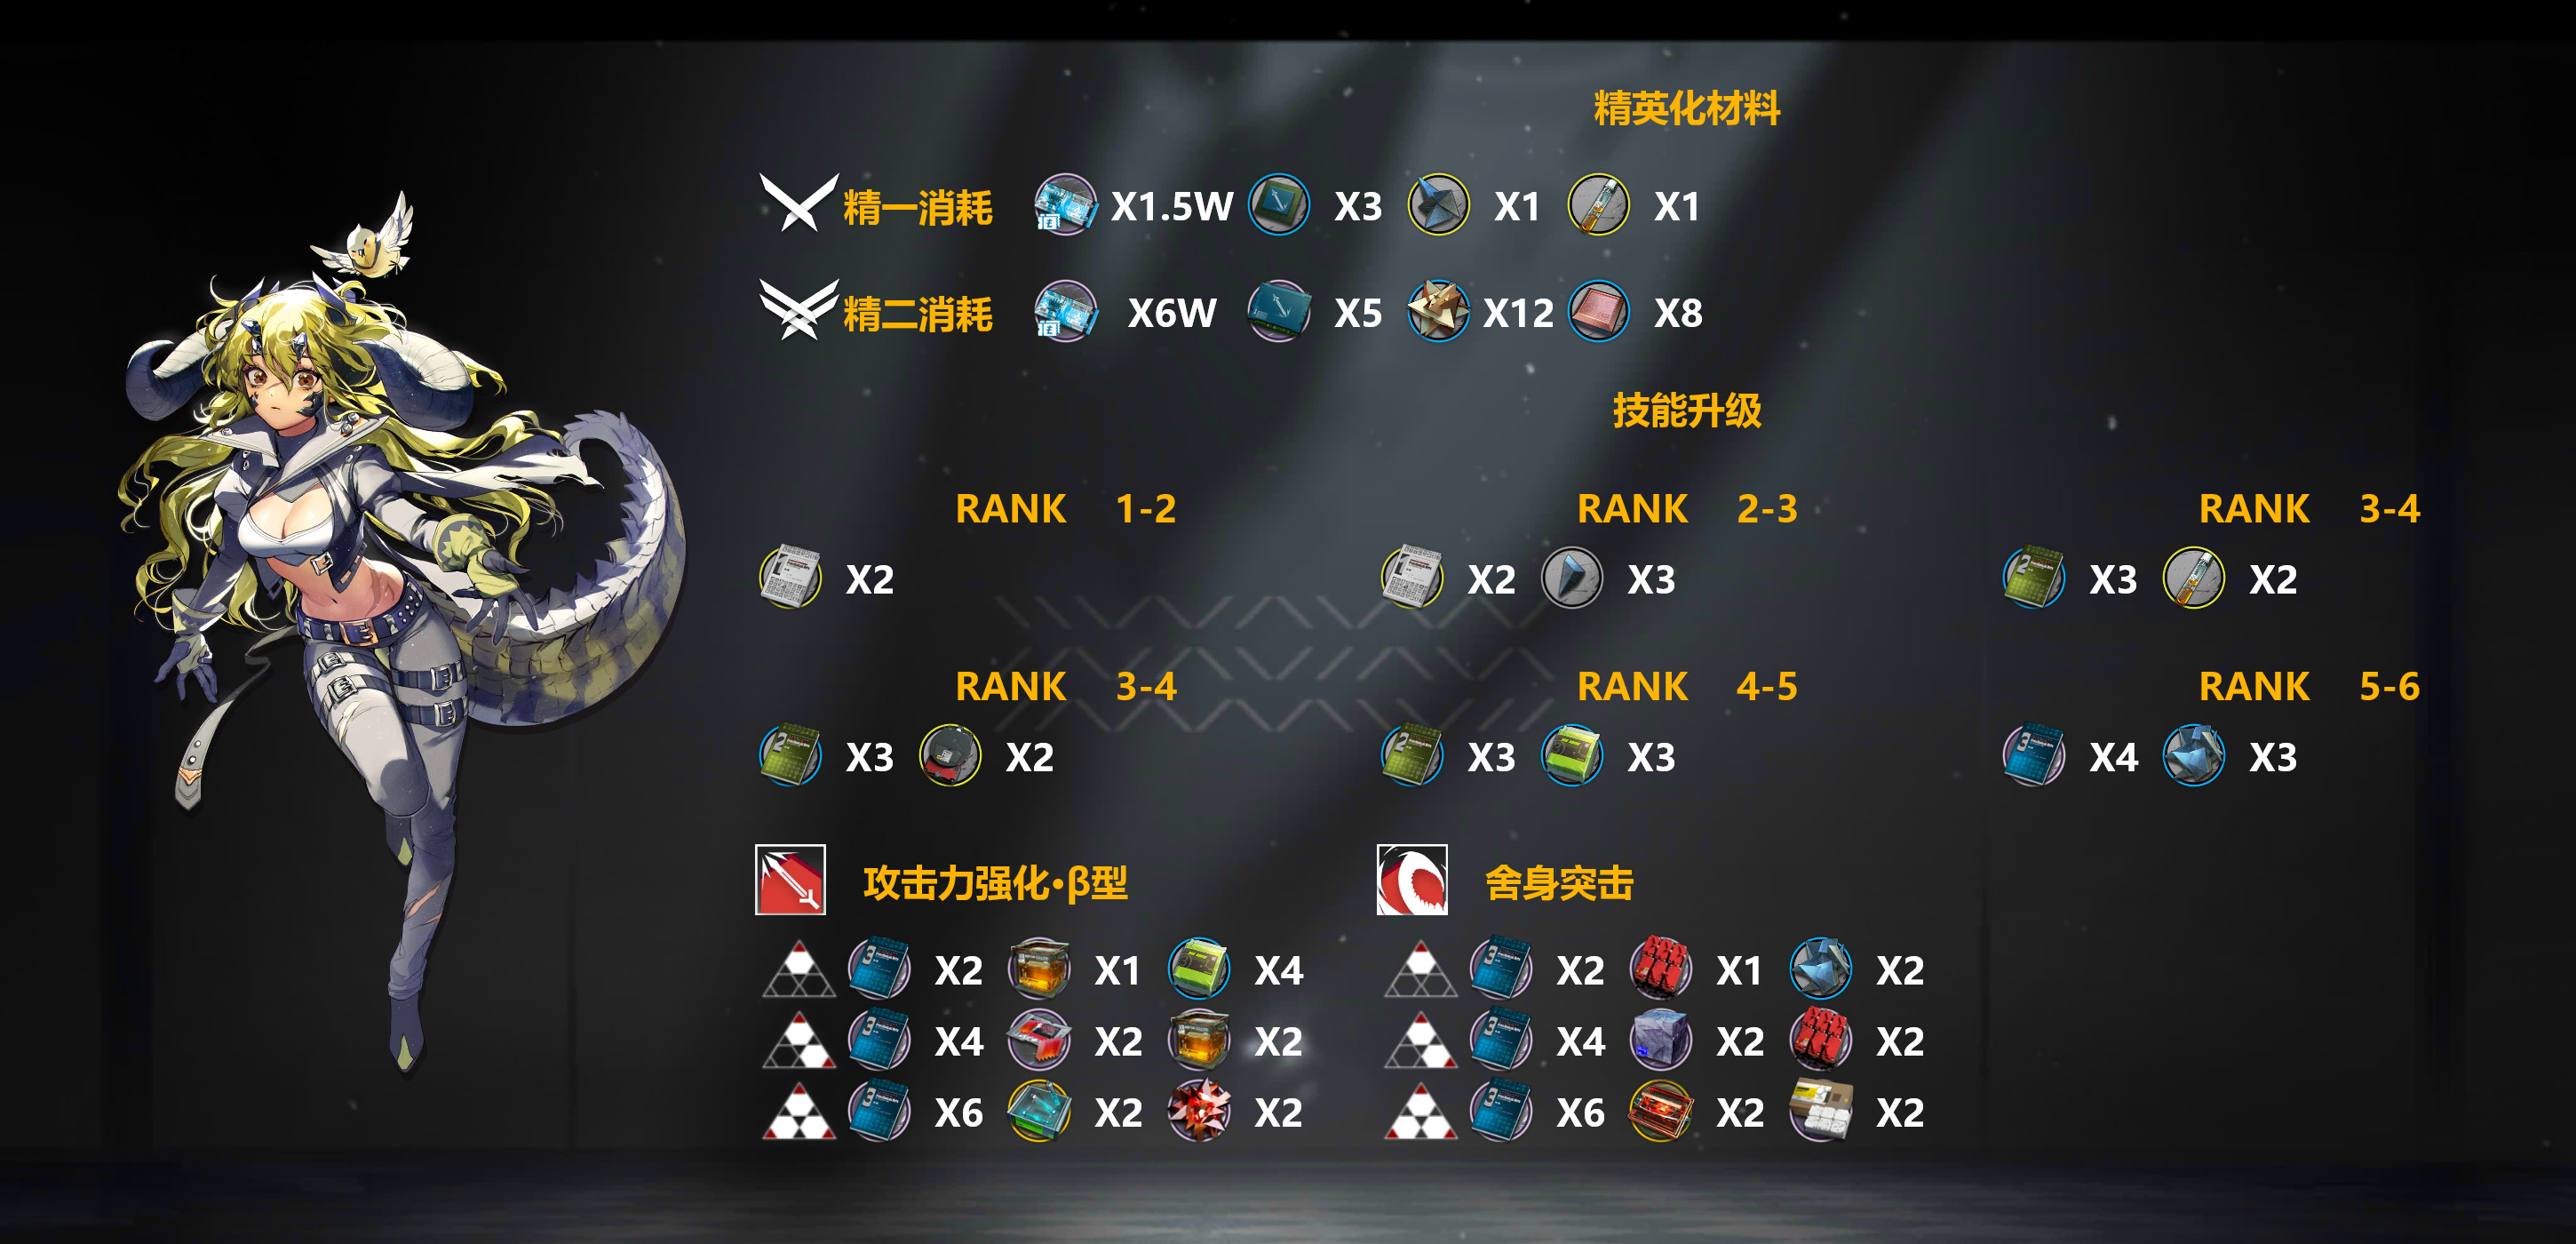 精英化材料
精一消耗 X1.5W X3 X1 X1
精二消耗 X6W X5 X12 X8
技能升级
RANK 1-2 RANK 2-3 RANK 3-4
X2 X2 X3 X3 X2
RANK 3-4 RANK 4-5 RANK 5-6
X3 X2 X3 X3 X4 X3
攻击力强化·β型 舍身突击
X2 X1 X4 X2 X1 X2
X4 X2 X2 X4 X2 X2
X6 X2 X2 X6 X2 X2